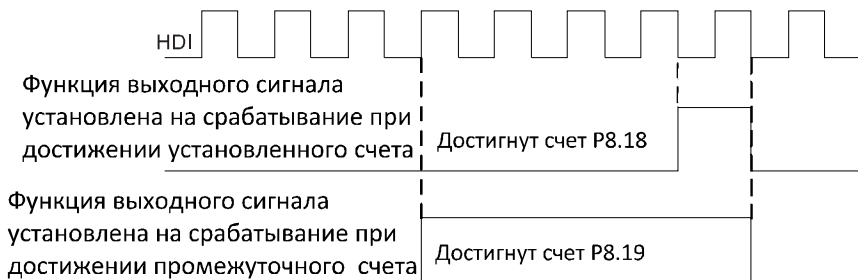 HDI
Функция выходного сигнала
установлена на срабатывание при
достижении установленного счета
Достигнут счет P8.18
Функция выходного сигнала
установлена на срабатывание при
достижении промежуточного счета
Достигнут счет P8.19